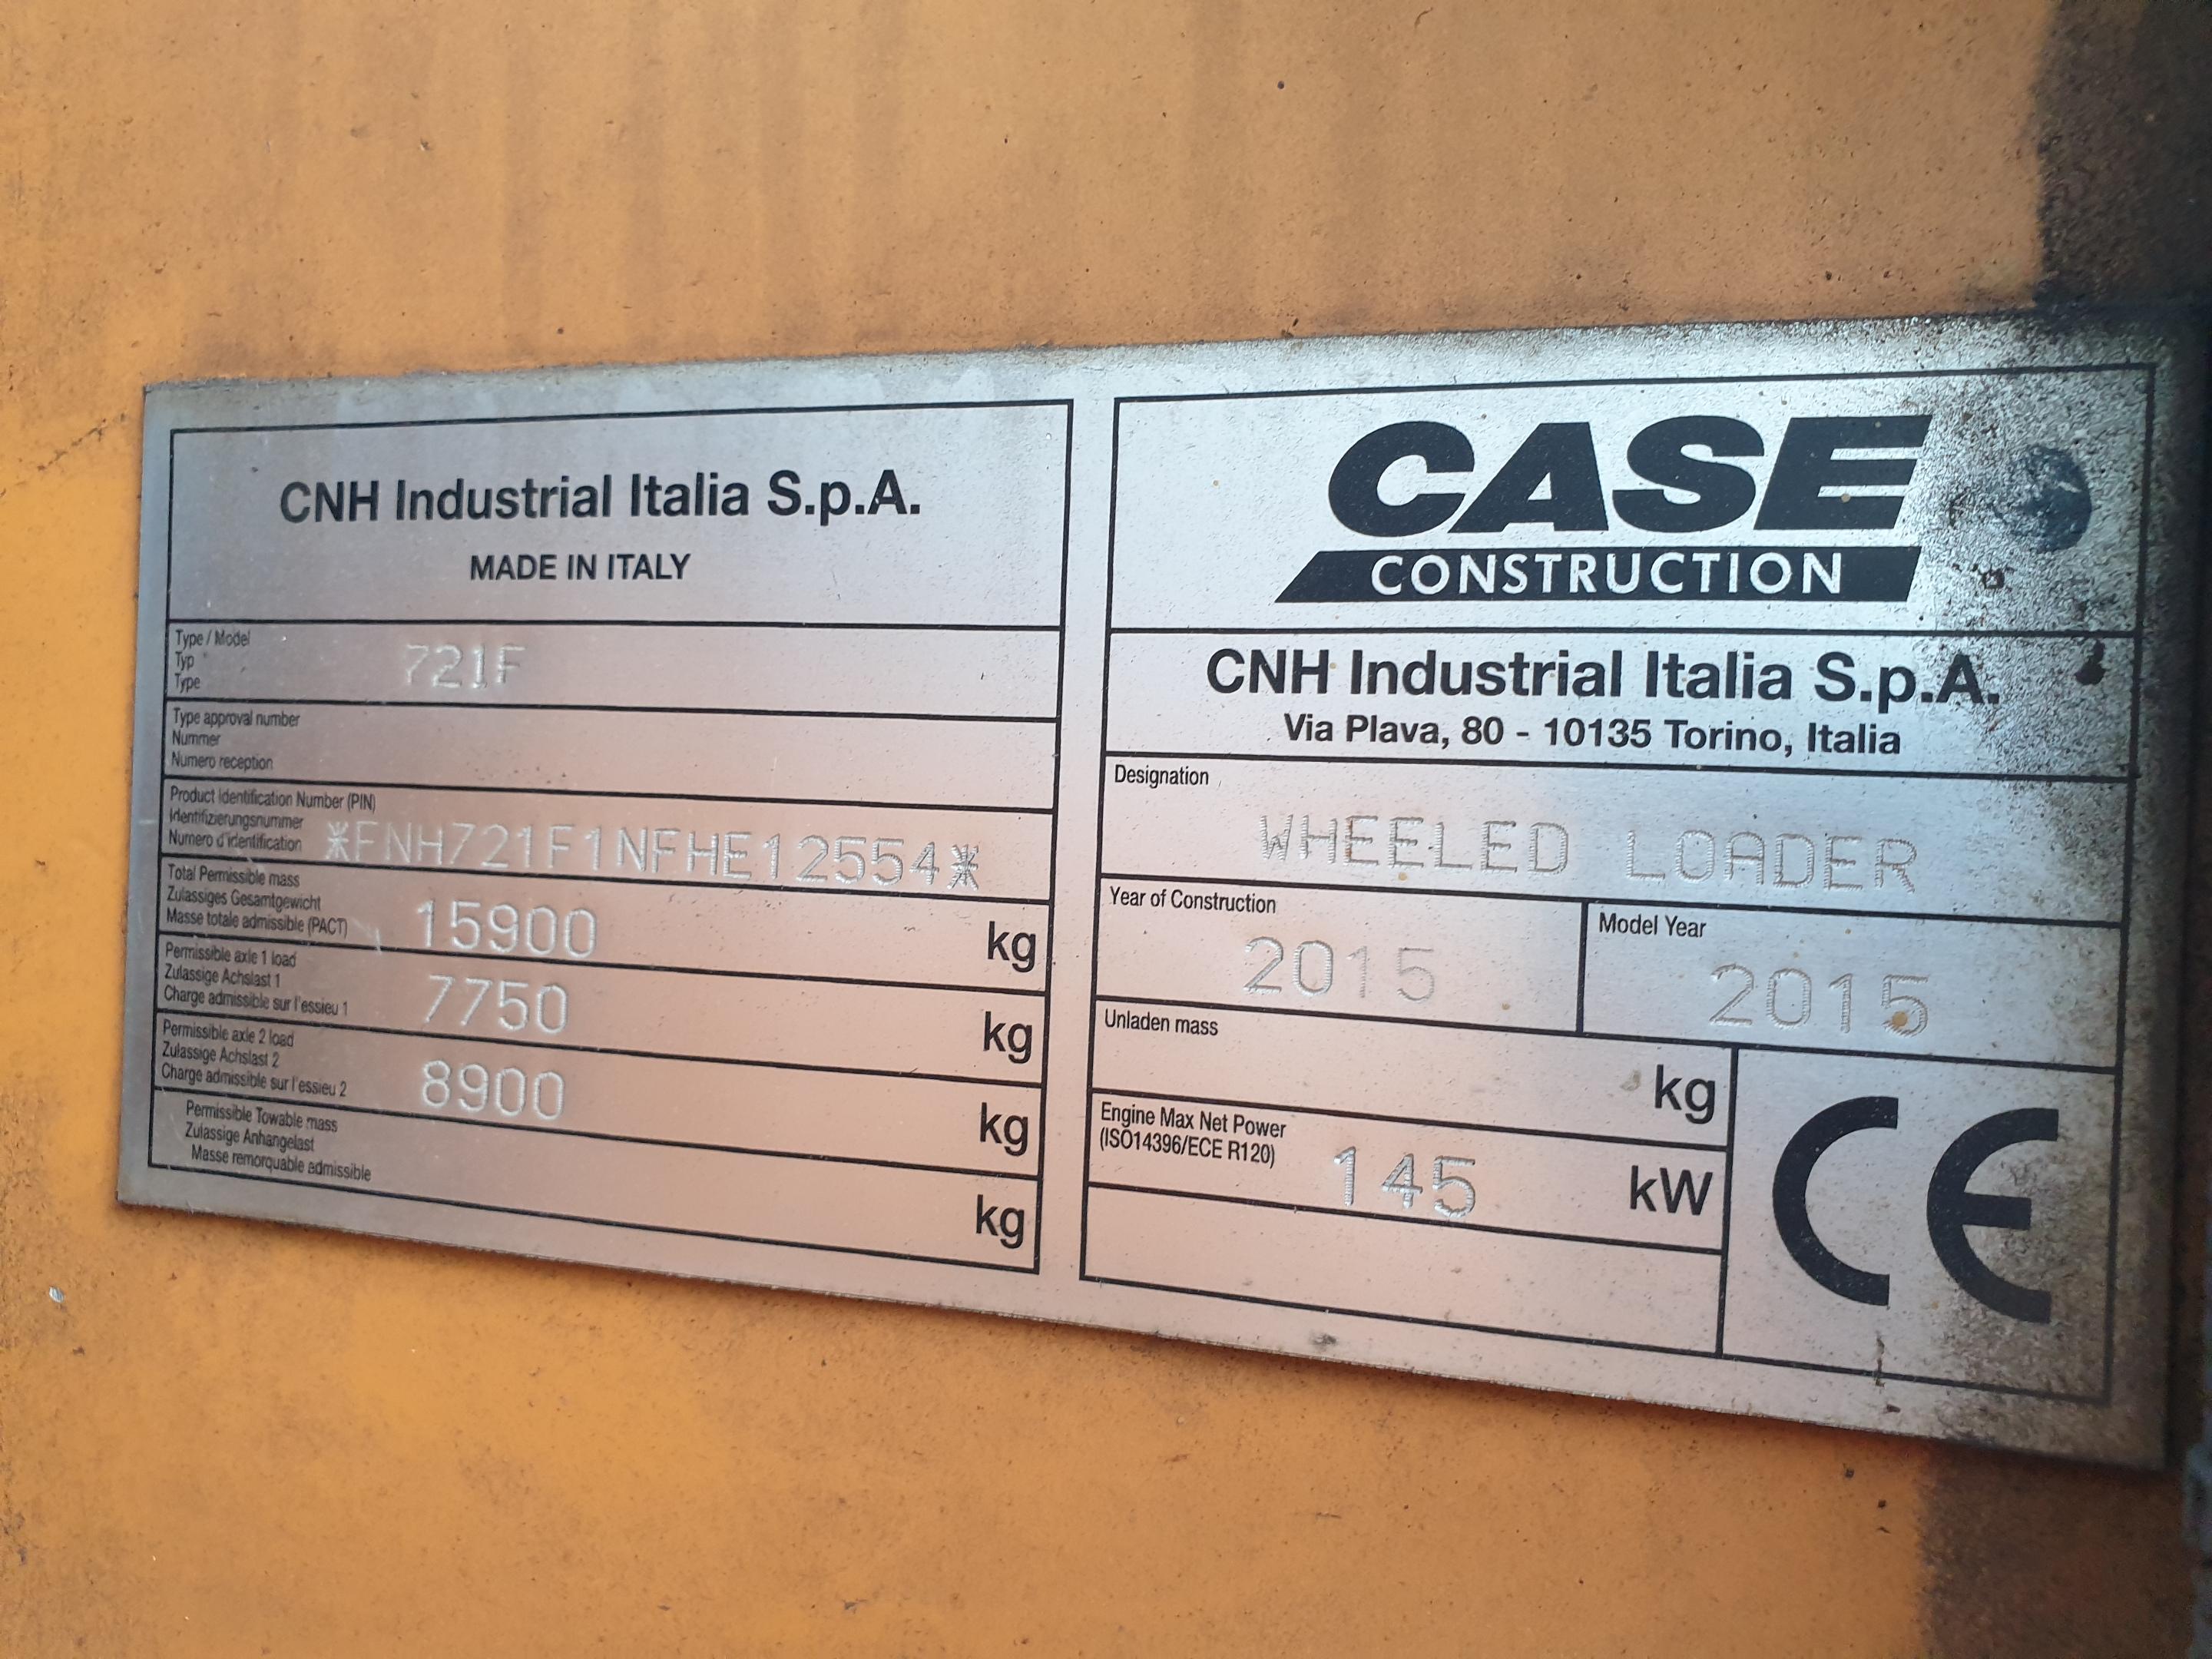 CNH Industrial Italia S.p.A.
MADE IN ITALY
Type / Model
Typ
Type
721F
Type approval number
Nummer
Numero reception
Product Identification Number (PIN)
Identifizierungsnummer
Numero d'identification
*FNH721F1NFHE12554*
Total Permissible mass
Zulassiges Gesamtgewicht
Masse totale admissible (PACT)
15900 kg
Permissible axle 1 load
Zulassige Achslast 1
Charge admissible sur l'essieu 1
7750 kg
Permissible axle 2 load
Zulassige Achslast 2
Charge admissible sur l'essieu 2
8900 kg
Permissible Towable mass
Zulassige Anhangelast
Masse remorquable admissible
kg
CASE
CONSTRUCTION
CNH Industrial Italia S.p.A.
Via Plava, 80 - 10135 Torino, Italia
Designation
WHEELED LOADER
Year of Construction
2015
Model Year
2015
Unladen mass
kg
Engine Max Net Power
(ISO14396/ECE R120)
145 kW
CE